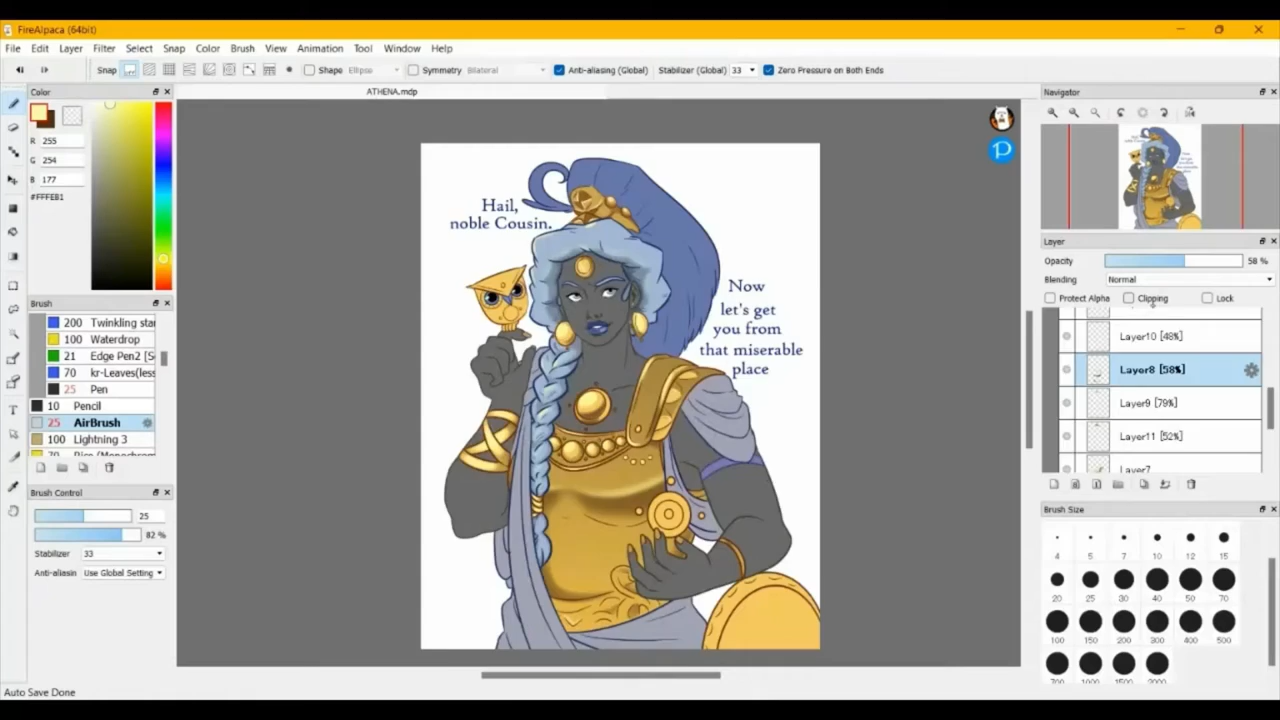 FireAlpaca (64bit)
File Edit Layer Filter Select Snap Color Brush View Animation Tool Window Help
Snap Shape Ellipse Symmetry Bilateral Anti-aliasing (Global) Stabilizer (Global) 33 Zero Pressure on Both Ends
Color
ATHENA.mdp
Navigator
R 255
G 254
B 177
#FFFEB1
Hail,
noble Cousin.
Now
let's get
you from
that miserable
place
Brush
200 Twinkling star
100 Waterdrop
21 Edge Pen2 [S
70 kr-Leaves(less
25 Pen
10 Pencil
25 AirBrush
100 Lightning 3
Brush Control
25
82 %
Stabilizer 33
Anti-aliasin Use Global Setting
Layer
Opacity 58 %
Blending Normal
Protect Alpha Clipping Lock
Layer10 [48%]
Layer8 [58%]
Layer9 [79%]
Layer11 [52%]
Layer7
Brush Size
4 5 7 10 12 15
20 25 30 40 50 70
100 150 200 300 400 500
700 1000 1500 2000
Auto Save Done